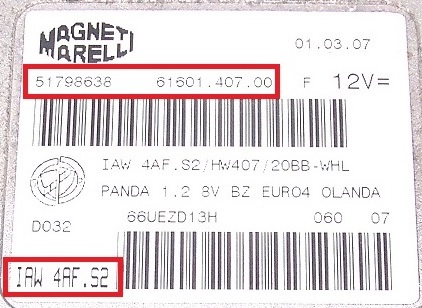 MAGNETI
MARELLI
01.03.07
51798638 61601.407.00 F 12V=
IAW 4AF.S2/HW407/20BB-WHL
PANDA 1.2 8V BZ EURO4 OLANDA
66UEZD13H 060 07
D032
IAW 4AF.S2